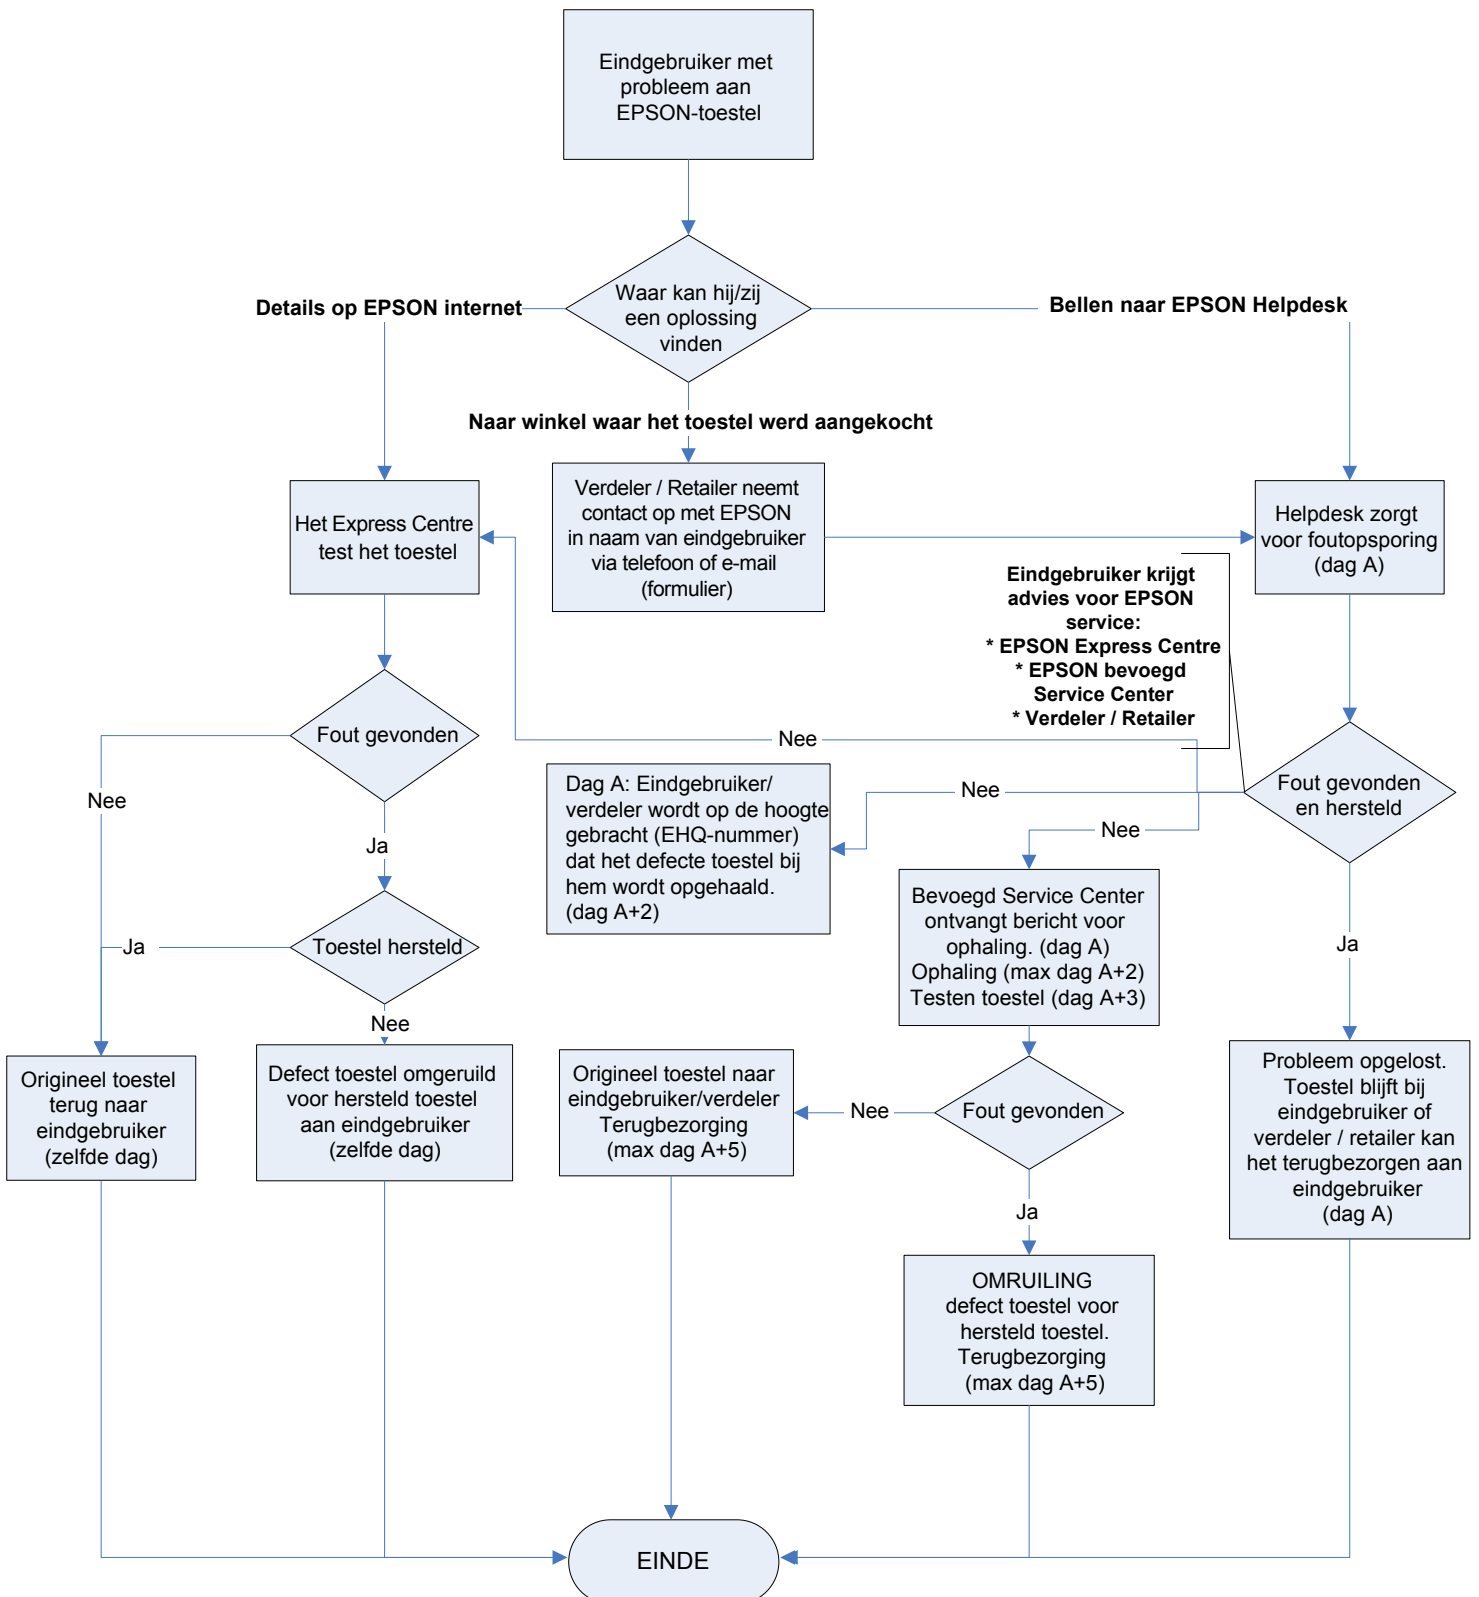 Eindgebruiker met
probleem aan
EPSON-toestel
Waar kan hij/zij
een oplossing
vinden
Details op EPSON internet
Bellen naar EPSON Helpdesk
Naar winkel waar het toestel werd aangekocht
Het Express Centre
test het toestel
Verdeler / Retailer neemt
contact op met EPSON
in naam van eindgebruiker
via telefoon of e-mail
(formulier)
Helpdesk zorgt
voor foutopsporing
(dag A)
Eindgebruiker krijgt
advies voor EPSON
service:
* EPSON Express Centre
* EPSON bevoegd
Service Center
* Verdeler / Retailer
Fout gevonden
Nee
Ja
Nee
Nee
Nee
Fout gevonden
en hersteld
Dag A: Eindgebruiker/
verdeler wordt op de hoogte
gebracht (EHQ-nummer)
dat het defecte toestel bij
hem wordt opgehaald.
(dag A+2)
Bevoegd Service Center
ontvangt bericht voor
ophaling. (dag A)
Ophaling (max dag A+2)
Testen toestel (dag A+3)
Ja
Toestel hersteld
Ja
Nee
Origineel toestel
terug naar
eindgebruiker
(zelfde dag)
Defect toestel omgeruild
voor hersteld toestel
aan eindgebruiker
(zelfde dag)
Origineel toestel naar
eindgebruiker/verdeler
Terugbezorging
(max dag A+5)
Nee
Fout gevonden
Ja
Probleem opgelost.
Toestel blijft bij
eindgebruiker of
verdeler / retailer kan
het terugbezorgen aan
eindgebruiker
(dag A)
OMRUILING
defect toestel voor
hersteld toestel.
Terugbezorging
(max dag A+5)
EINDE